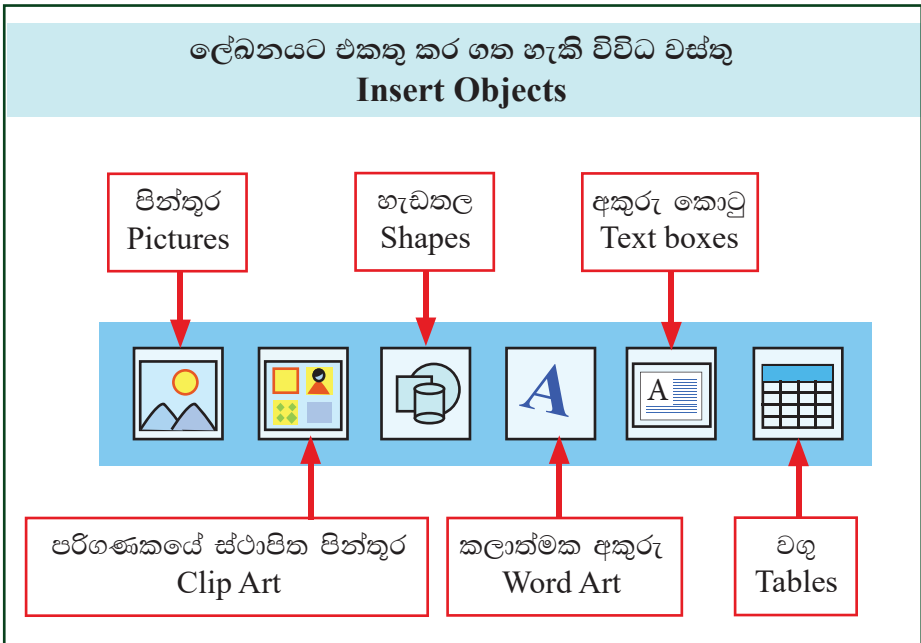 ලේඛනයට එකතු කර ගත හැකි විවිධ වස්තු
Insert Objects
පින්තූර
Pictures
හැඩතල
Shapes
අකුරු කොටු
Text boxes
A
A
පරිගණකයේ ස්ථාපිත පින්තූර
Clip Art
කලාත්මක අකුරු
Word Art
වගු
Tables